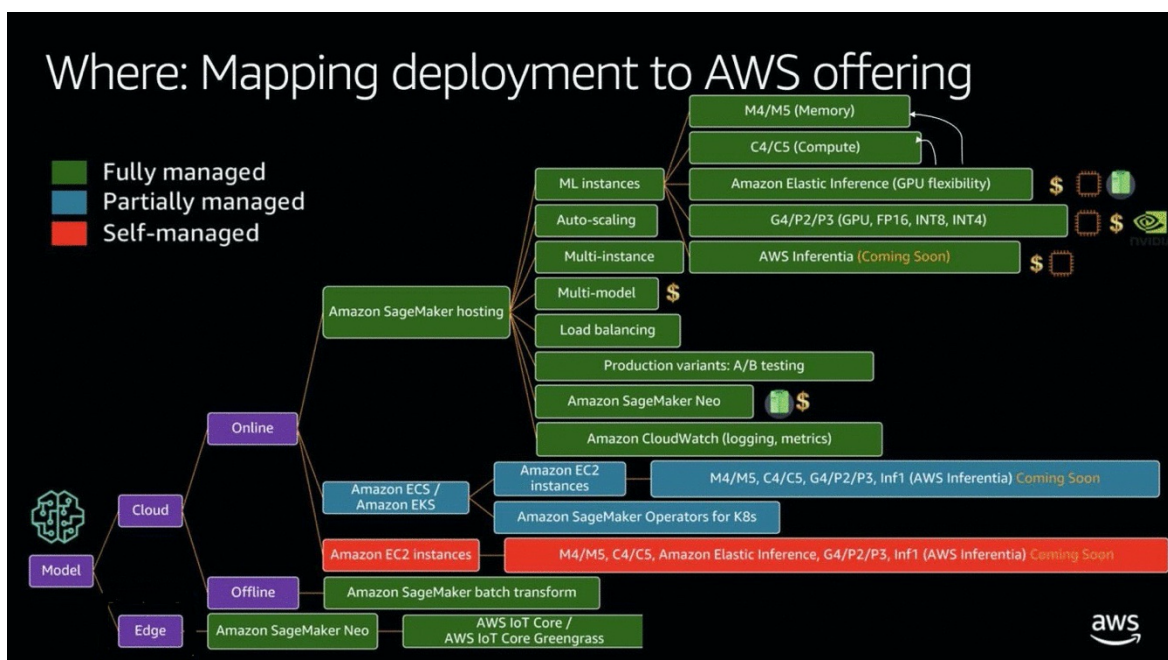 Where: Mapping deployment to AWS offering
Fully managed
Partially managed
Self-managed
M4/M5 (Memory)
C4/C5 (Compute)
ML instances
Amazon Elastic Inference (GPU flexibility)
$
Auto-scaling
G4/P2/P3 (GPU, FP16, INT8, INT4)
$
NVIDIA
Multi-instance
AWS Inferentia (Coming Soon)
$
Multi-model
$
Amazon SageMaker hosting
Load balancing
Production variants: A/B testing
Amazon SageMaker Neo
$
Online
Amazon CloudWatch (logging, metrics)
Amazon ECS /
Amazon EKS
Amazon EC2
instances
M4/M5, C4/C5, G4/P2/P3, Inf1 (AWS Inferentia) Coming Soon
Cloud
Amazon SageMaker Operators for K8s
Amazon EC2 instances
M4/M5, C4/C5, Amazon Elastic Inference, G4/P2/P3, Inf1 (AWS Inferentia) Coming Soon
Model
Offline
Amazon SageMaker batch transform
Edge
Amazon SageMaker Neo
AWS IoT Core /
AWS IoT Core Greengrass
aws